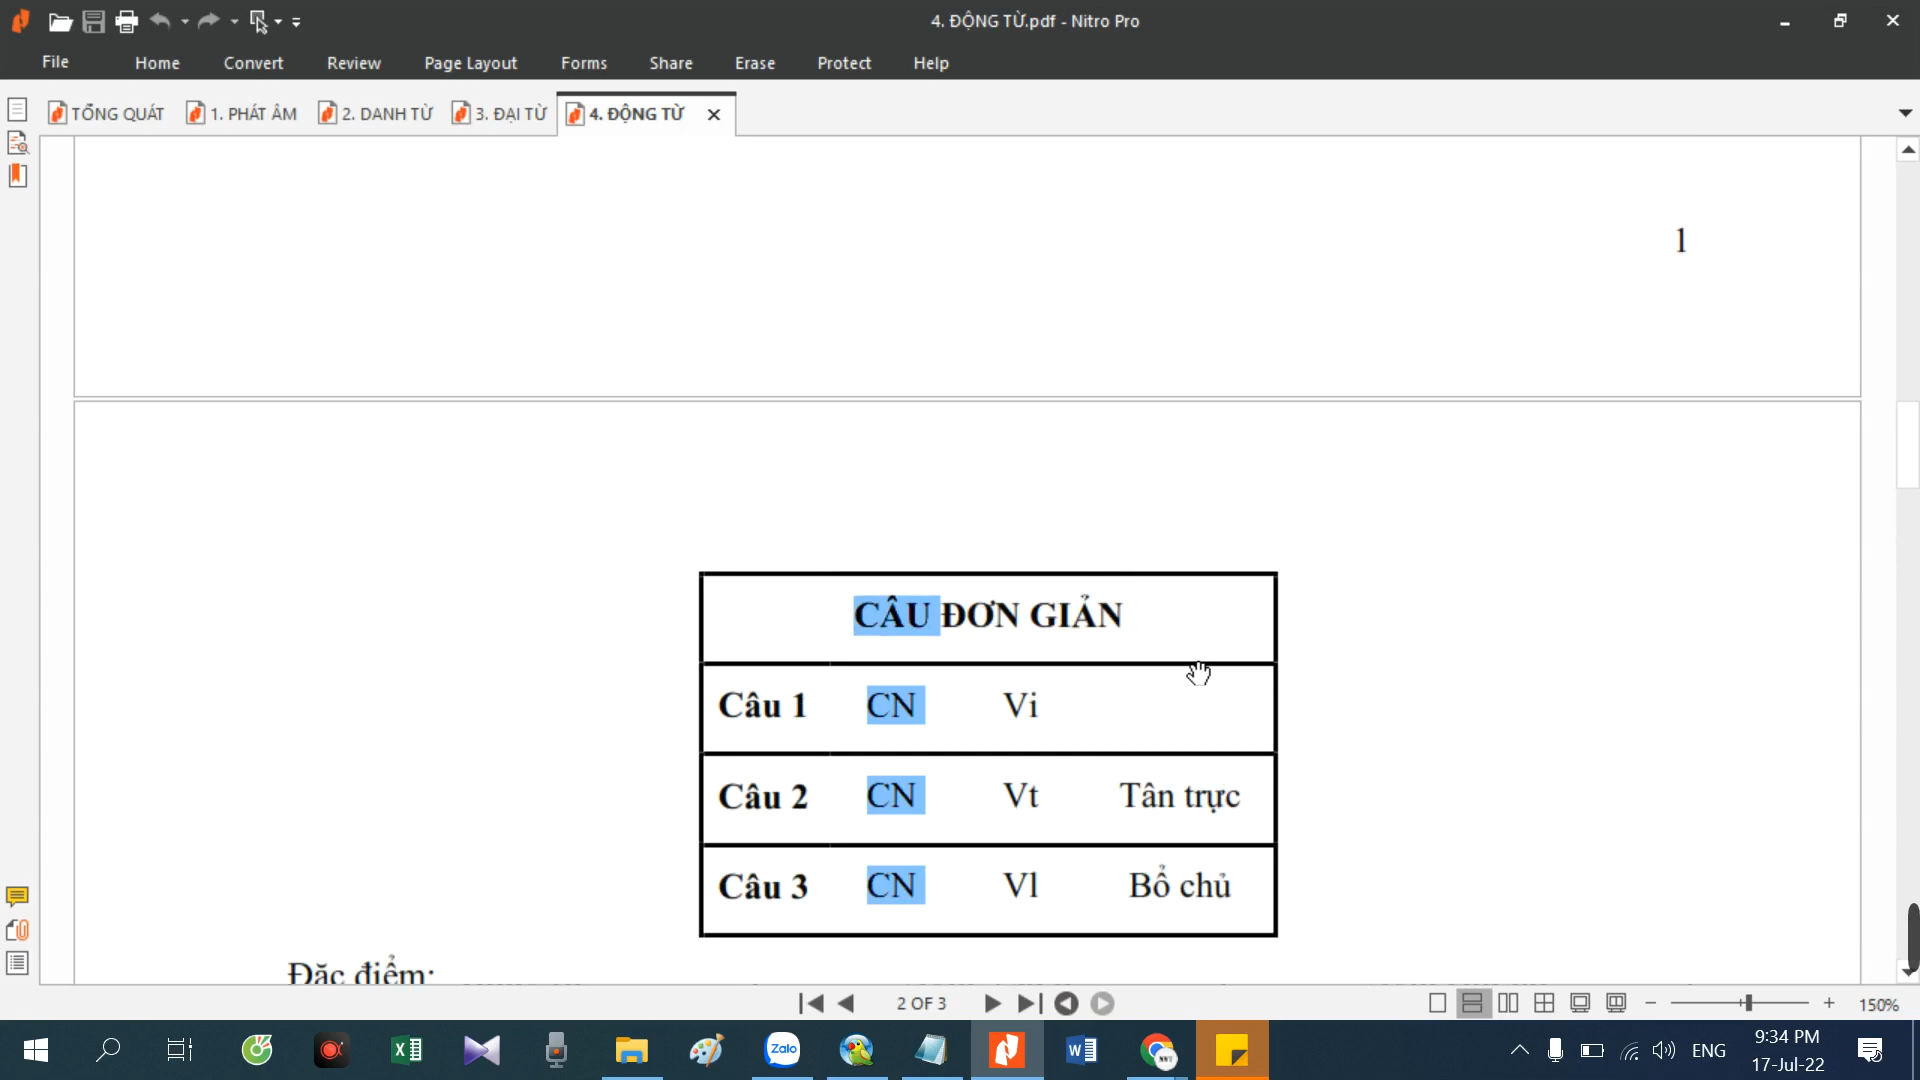 4. ĐỘNG TỪ.pdf - Nitro Pro
File Home Convert Review Page Layout Forms Share Erase Protect Help
TỔNG QUÁT 1. PHÁT ÂM 2. DANH TỪ 3. ĐẠI TỪ 4. ĐỘNG TỪ
1
CÂU ĐƠN GIẢN
Câu 1 CN Vi
Câu 2 CN Vt Tân trực
Câu 3 CN Vl Bổ chủ
Đặc điểm:
2 OF 3
150%
Zalo
ENG
9:34 PM
17-Jul-22